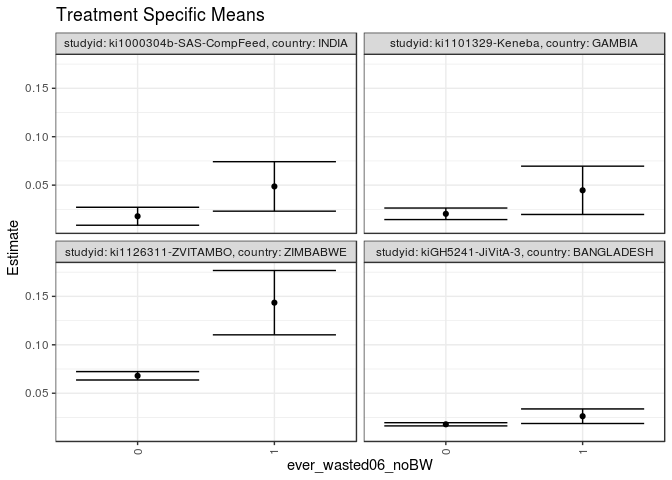 Treatment Specific Means
studyid: ki1000304b-SAS-CompFeed, country: INDIA
studyid: ki1101329-Keneba, country: GAMBIA
0.15
0.10
0.05
studyid: ki1126311-ZVITAMBO, country: ZIMBABWE
studyid: kiGH5241-JiVitA-3, country: BANGLADESH
0.15
0.10
0.05
Estimate
0
1
0
1
ever_wasted06_noBW